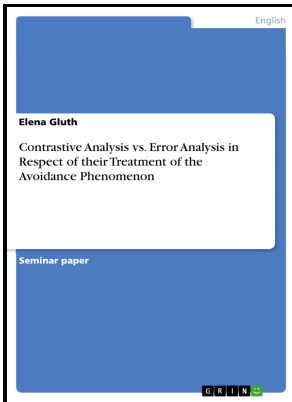 English
Elena Gluth
Contrastive Analysis vs. Error Analysis in
Respect of their Treatment of the
Avoidance Phenomenon
Seminar paper
GRIN